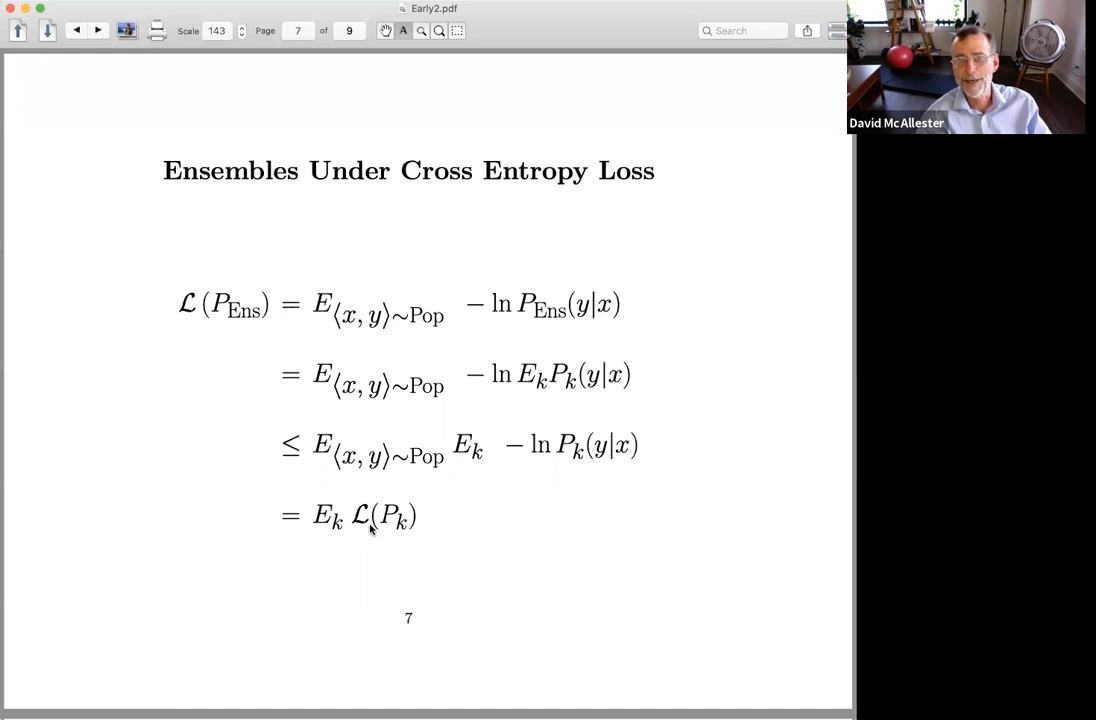 Early2.pdf
Scale 143 Page 7 of 9 A Search
David McAllester
Ensembles Under Cross Entropy Loss
ℒ (P_Ens) = E_⟨x, y⟩∼Pop − ln P_Ens(y|x)
= E_⟨x, y⟩∼Pop − ln E_k P_k(y|x)
≤ E_⟨x, y⟩∼Pop E_k − ln P_k(y|x)
= E_k ℒ(P_k)
7